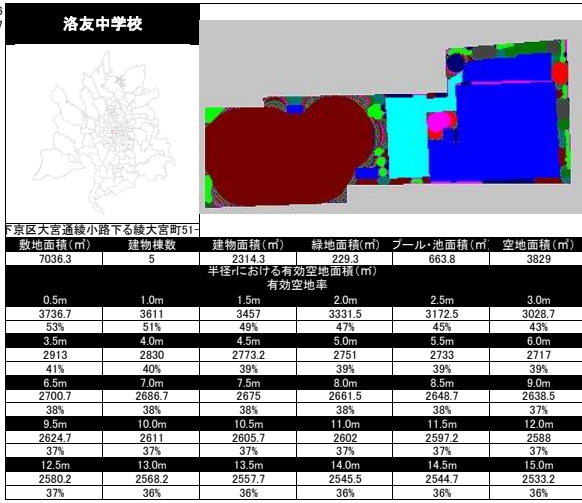 洛友中学校
下京区大宮通綾小路下る綾大宮町51-
敷地面積(㎡) 建物棟数 建物面積(㎡) 緑地面積(㎡) プール・池面積(㎡) 空地面積(㎡)
7036.3 5 2314.3 229.3 663.8 3829
半径rにおける有効空地面積(㎡)
有効空地率
0.5m 1.0m 1.5m 2.0m 2.5m 3.0m
3736.7 3611 3457 3331.5 3172.5 3028.7
53% 51% 49% 47% 45% 43%
3.5m 4.0m 4.5m 5.0m 5.5m 6.0m
2913 2830 2773.2 2751 2733 2717
41% 40% 39% 39% 39% 39%
6.5m 7.0m 7.5m 8.0m 8.5m 9.0m
2700.7 2686.7 2675 2661.5 2648.7 2638.5
38% 38% 38% 38% 38% 37%
9.5m 10.0m 10.5m 11.0m 11.5m 12.0m
2624.7 2611 2605.7 2602 2597.2 2588
37% 37% 37% 37% 37% 37%
12.5m 13.0m 13.5m 14.0m 14.5m 15.0m
2580.2 2568.2 2557.7 2545.5 2544.7 2533.2
37% 36% 36% 36% 36% 36%